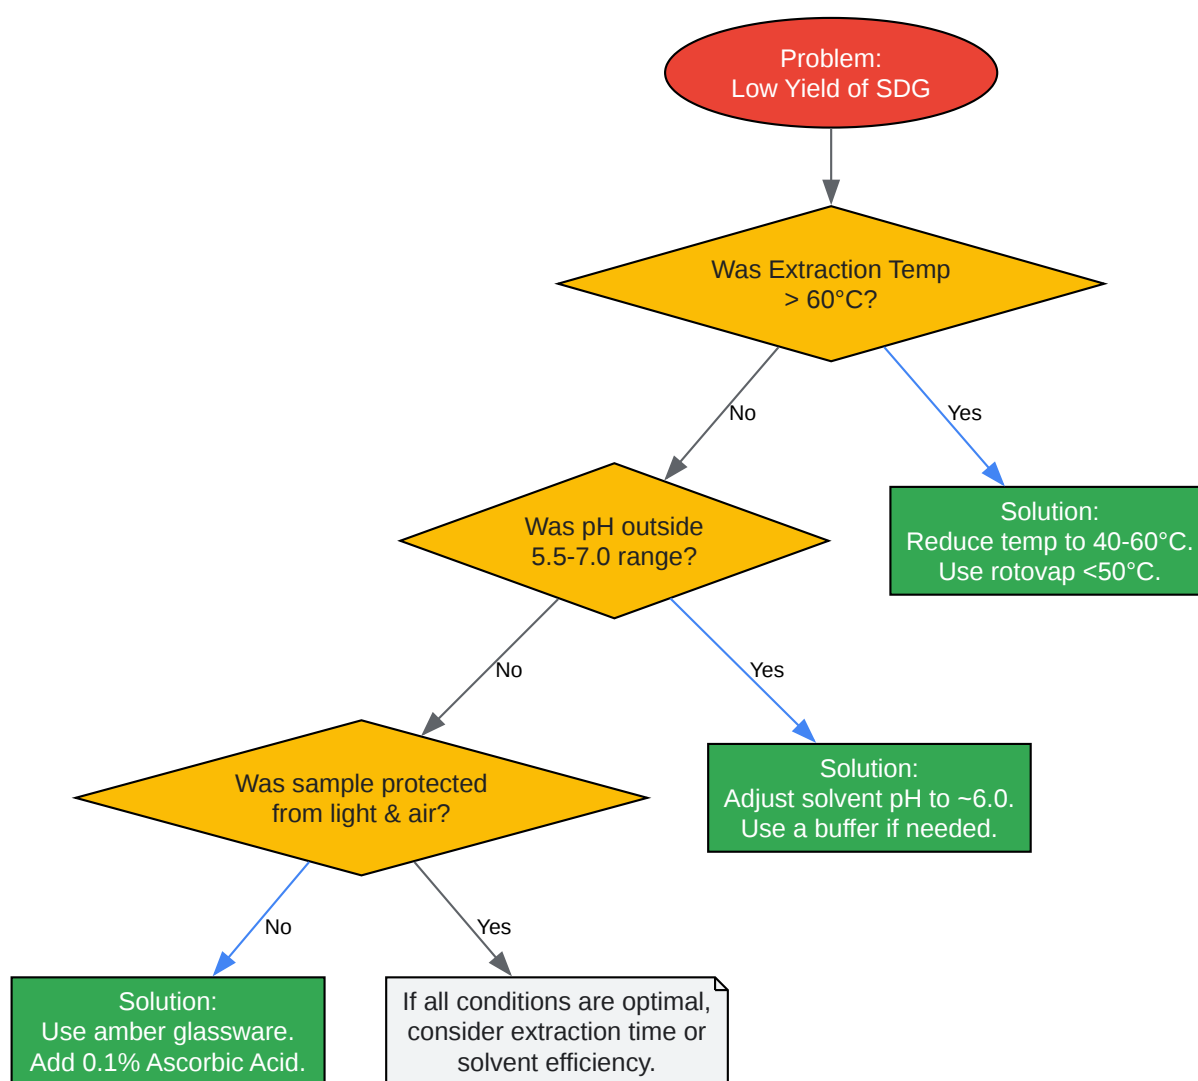 Problem:
Low Yield of SDG
Was Extraction Temp
> 60°C?
No
Yes
Was pH outside
5.5-7.0 range?
Solution:
Reduce temp to 40-60°C.
Use rotovap <50°C.
No
Yes
Was sample protected
from light & air?
Solution:
Adjust solvent pH to ~6.0.
Use a buffer if needed.
No
Yes
Solution:
Use amber glassware.
Add 0.1% Ascorbic Acid.
If all conditions are optimal,
consider extraction time or
solvent efficiency.